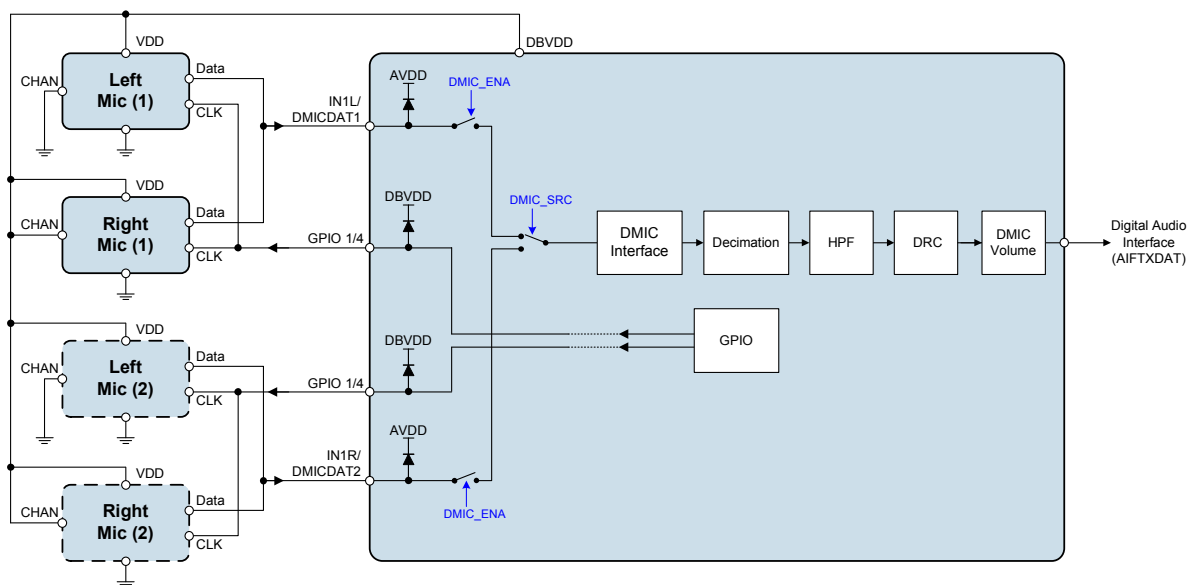 DBVDD
VDD
CHAN
Left
Mic (1)
Data
CLK
VDD
CHAN
Right
Mic (1)
Data
CLK
VDD
CHAN
Left
Mic (2)
Data
CLK
VDD
CHAN
Right
Mic (2)
Data
CLK
IN1L/
DMICDAT1
GPIO 1/4
GPIO 1/4
IN1R/
DMICDAT2
AVDD
DMIC_ENA
DBVDD
DMIC_SRC
DBVDD
AVDD
DMIC_ENA
DMIC
Interface
Decimation
HPF
DRC
DMIC
Volume
GPIO
Digital Audio
Interface
(AIFTXDAT)